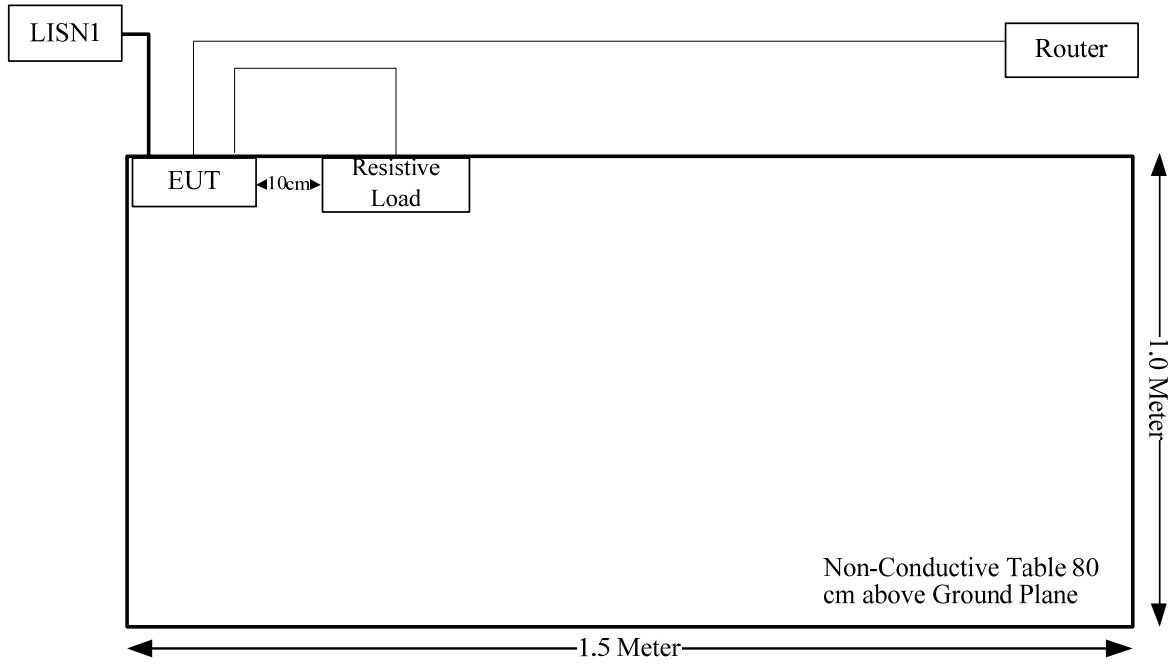 LISN1
Router
EUT
10cm
Resistive
Load
1.0 Meter
Non-Conductive Table 80
cm above Ground Plane
1.5 Meter